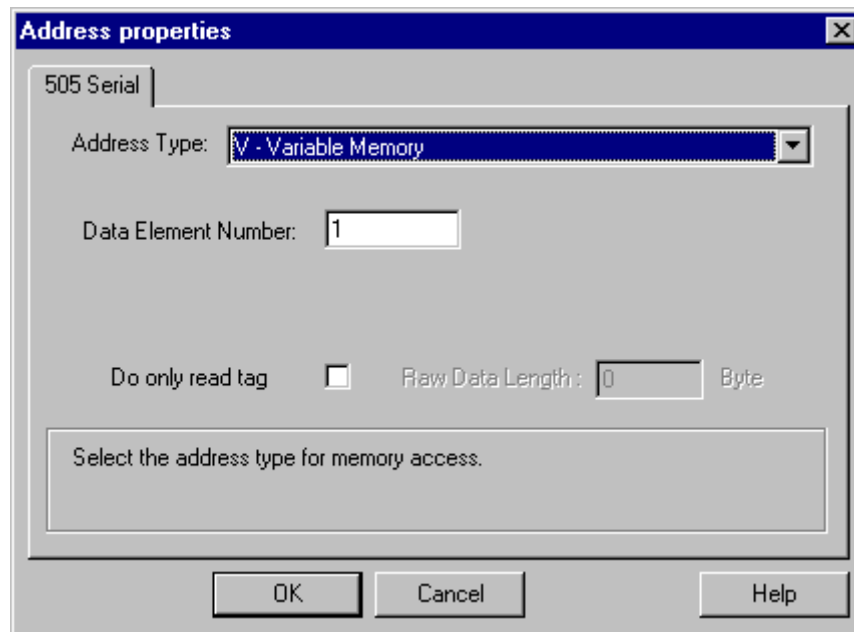 Address properties
505 Serial
Address Type: V - Variable Memory
Data Element Number: 1
Do only read tag Raw Data Length : 0 Byte
Select the address type for memory access.
OK Cancel Help